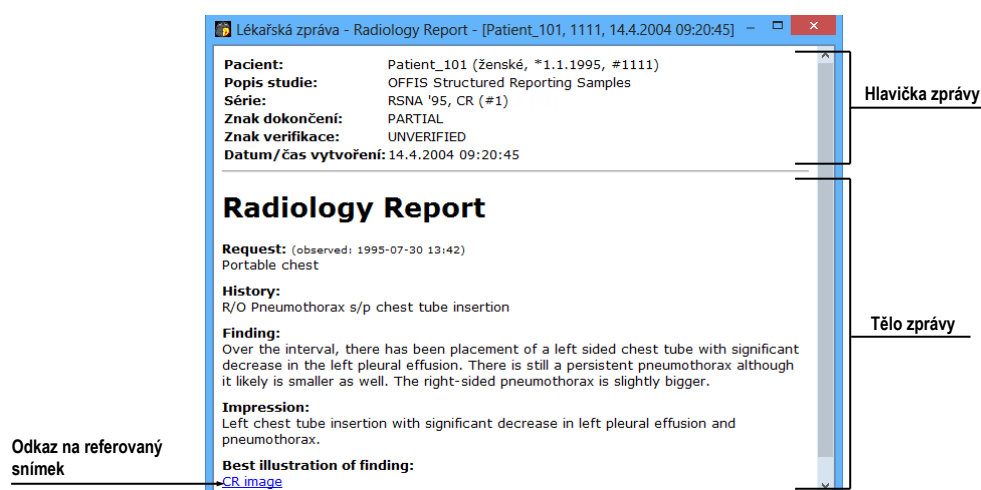 Lékařská zpráva - Radiology Report - [Patient_101, 1111, 14.4.2004 09:20:45]
Pacient: Patient_101 (ženské, *1.1.1995, #1111)
Popis studie: OFFIS Structured Reporting Samples
Série: RSNA '95, CR (#1)
Znak dokončení: PARTIAL
Znak verifikace: UNVERIFIED
Datum/čas vytvoření: 14.4.2004 09:20:45
Hlavička zprávy
Radiology Report
Request: (observed: 1995-07-30 13:42)
Portable chest
History:
R/O Pneumothorax s/p chest tube insertion
Finding:
Over the interval, there has been placement of a left sided chest tube with significant
decrease in the left pleural effusion. There is still a persistent pneumothorax although
it likely is smaller as well. The right-sided pneumothorax is slightly bigger.
Tělo zprávy
Impression:
Left chest tube insertion with significant decrease in left pleural effusion and
pneumothorax.
Best illustration of finding:
CR image
Odkaz na referovaný
snímek